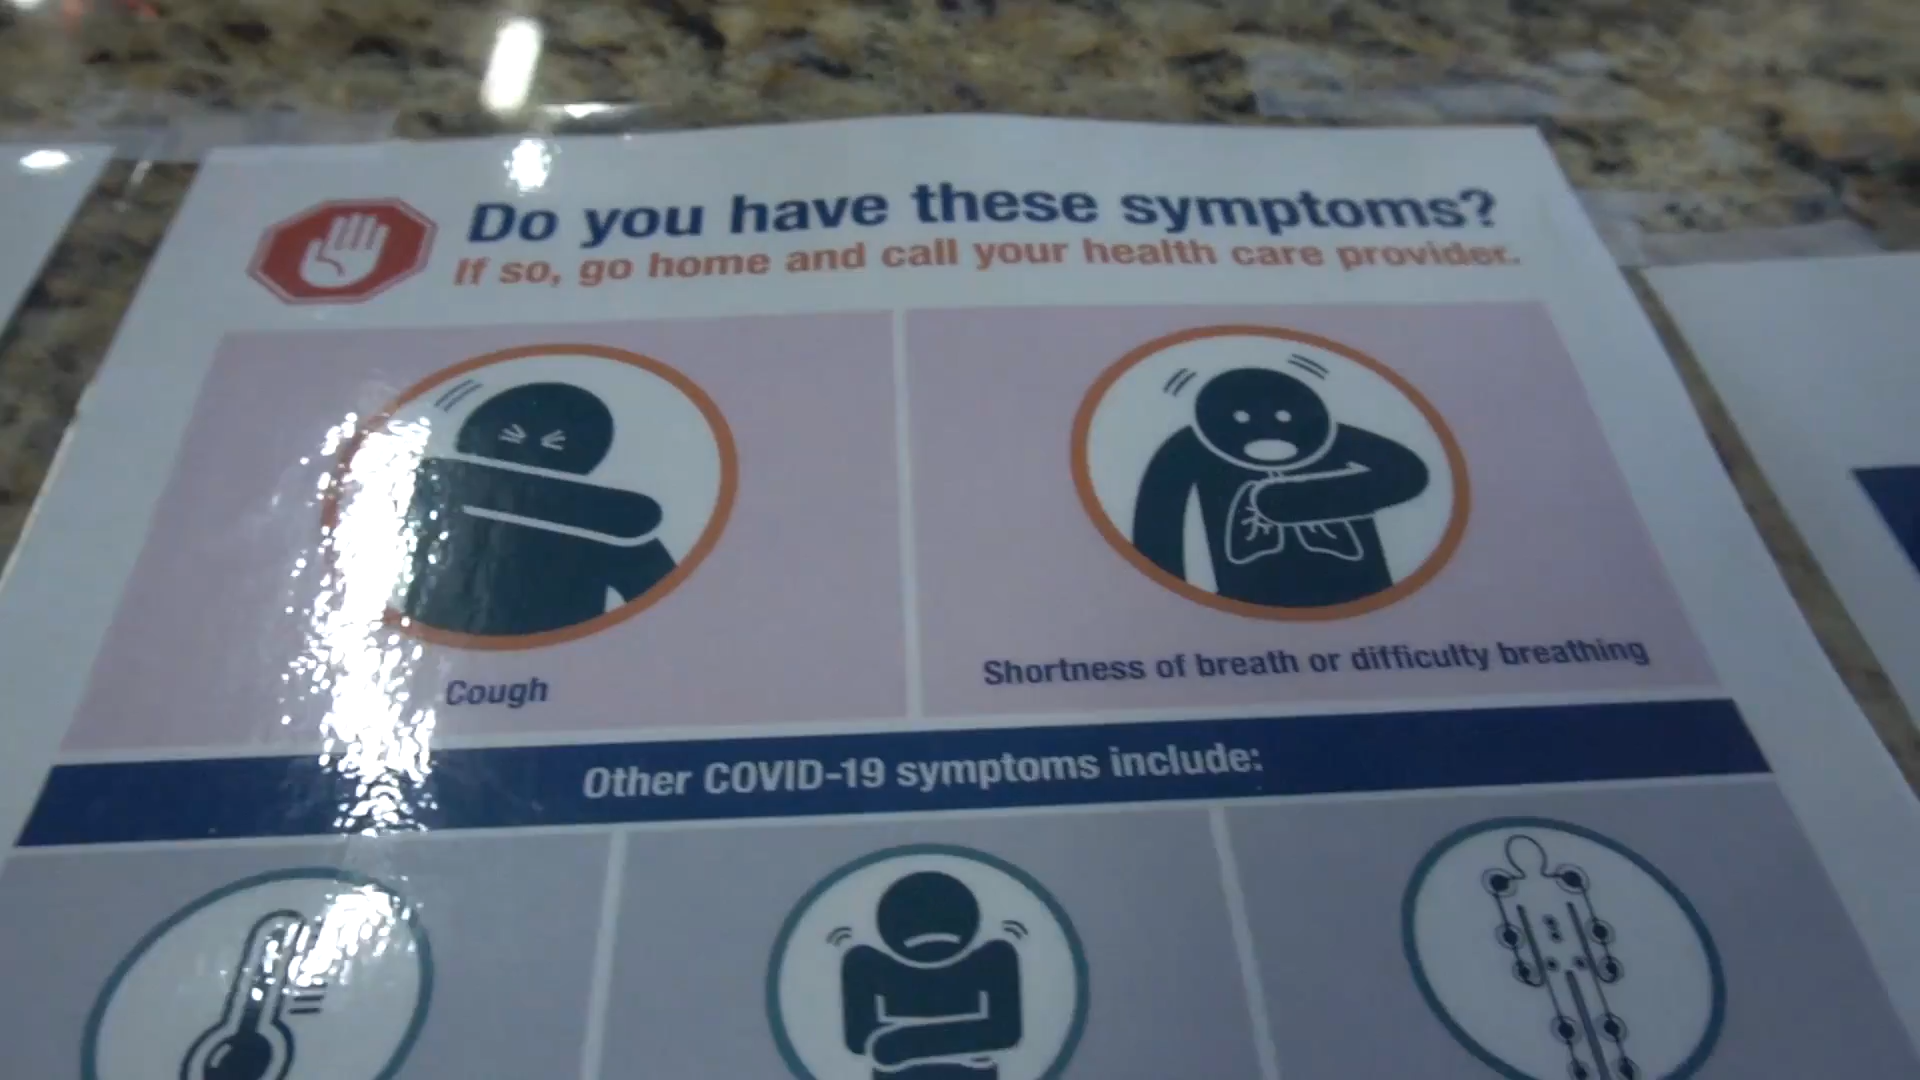 Do you have these symptoms?
If so, go home and call your health care provider.
Cough
Shortness of breath or difficulty breathing
Other COVID-19 symptoms include: